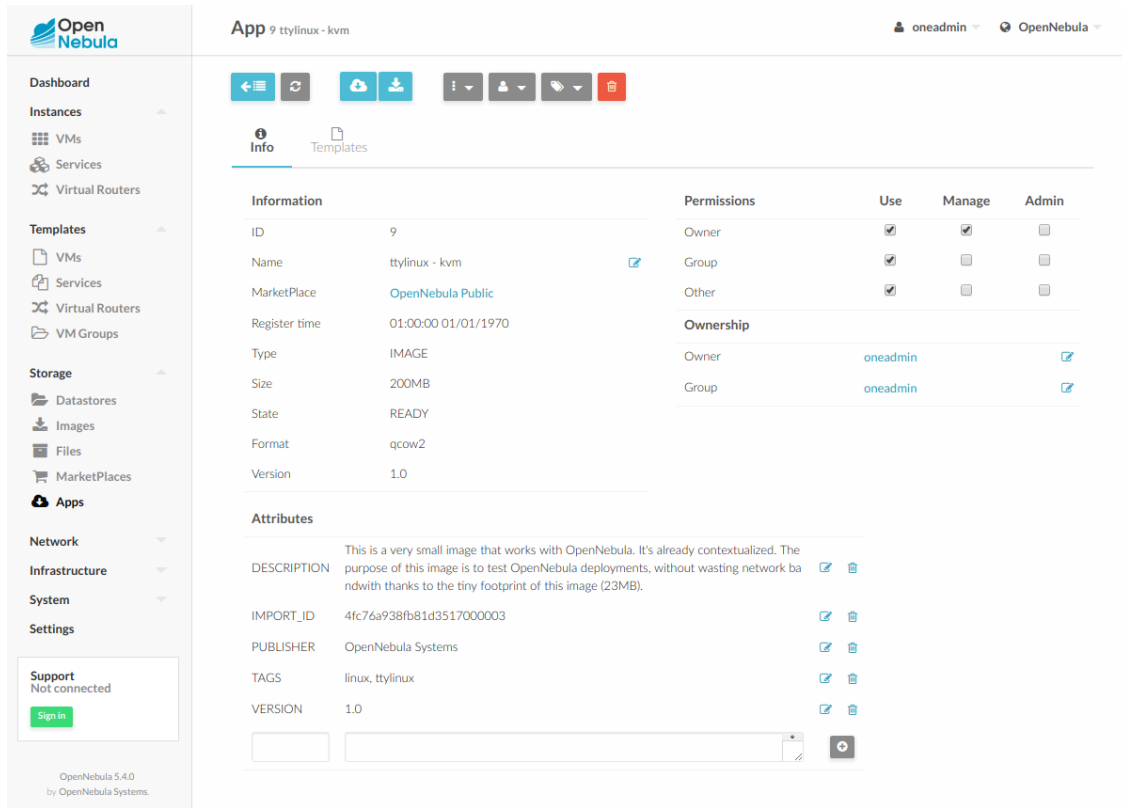 Open
Nebula
App 9 ttylinux - kvm
oneadmin
OpenNebula
Dashboard
Instances
VMs
Services
Virtual Routers
Templates
VMs
Services
Virtual Routers
VM Groups
Storage
Datastores
Images
Files
MarketPlaces
Apps
Network
Infrastructure
System
Settings
Support
Not connected
Sign in
OpenNebula 5.4.0
by OpenNebula Systems.
Info
Templates
Information
ID 9
Name ttylinux - kvm
MarketPlace OpenNebula Public
Register time 01:00:00 01/01/1970
Type IMAGE
Size 200MB
State READY
Format qcow2
Version 1.0
Permissions Use Manage Admin
Owner
Group
Other
Ownership
Owner oneadmin
Group oneadmin
Attributes
DESCRIPTION This is a very small image that works with OpenNebula. It's already contextualized. The
purpose of this image is to test OpenNebula deployments, without wasting network ba
ndwith thanks to the tiny footprint of this image (23MB).
IMPORT_ID 4fc76a938fb81d3517000003
PUBLISHER OpenNebula Systems
TAGS linux, ttylinux
VERSION 1.0